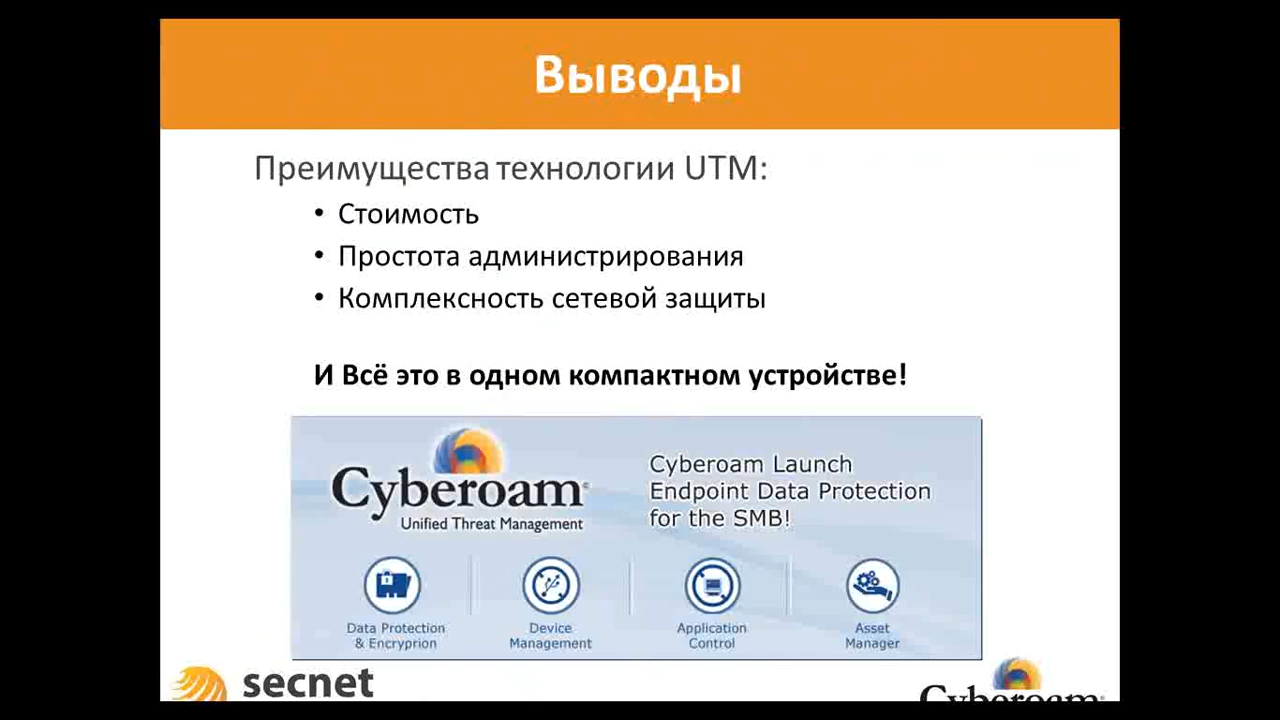 Выводы
Преимущества технологии UTM:
• Стоимость
• Простота администрирования
• Комплексность сетевой защиты
И Всё это в одном компактном устройстве!
Cyberoam
Unified Threat Management
Cyberoam Launch
Endpoint Data Protection
for the SMB!
Data Protection
& Encryprion
Device
Management
Application
Control
Asset
Manager
secnet
Cyberoam